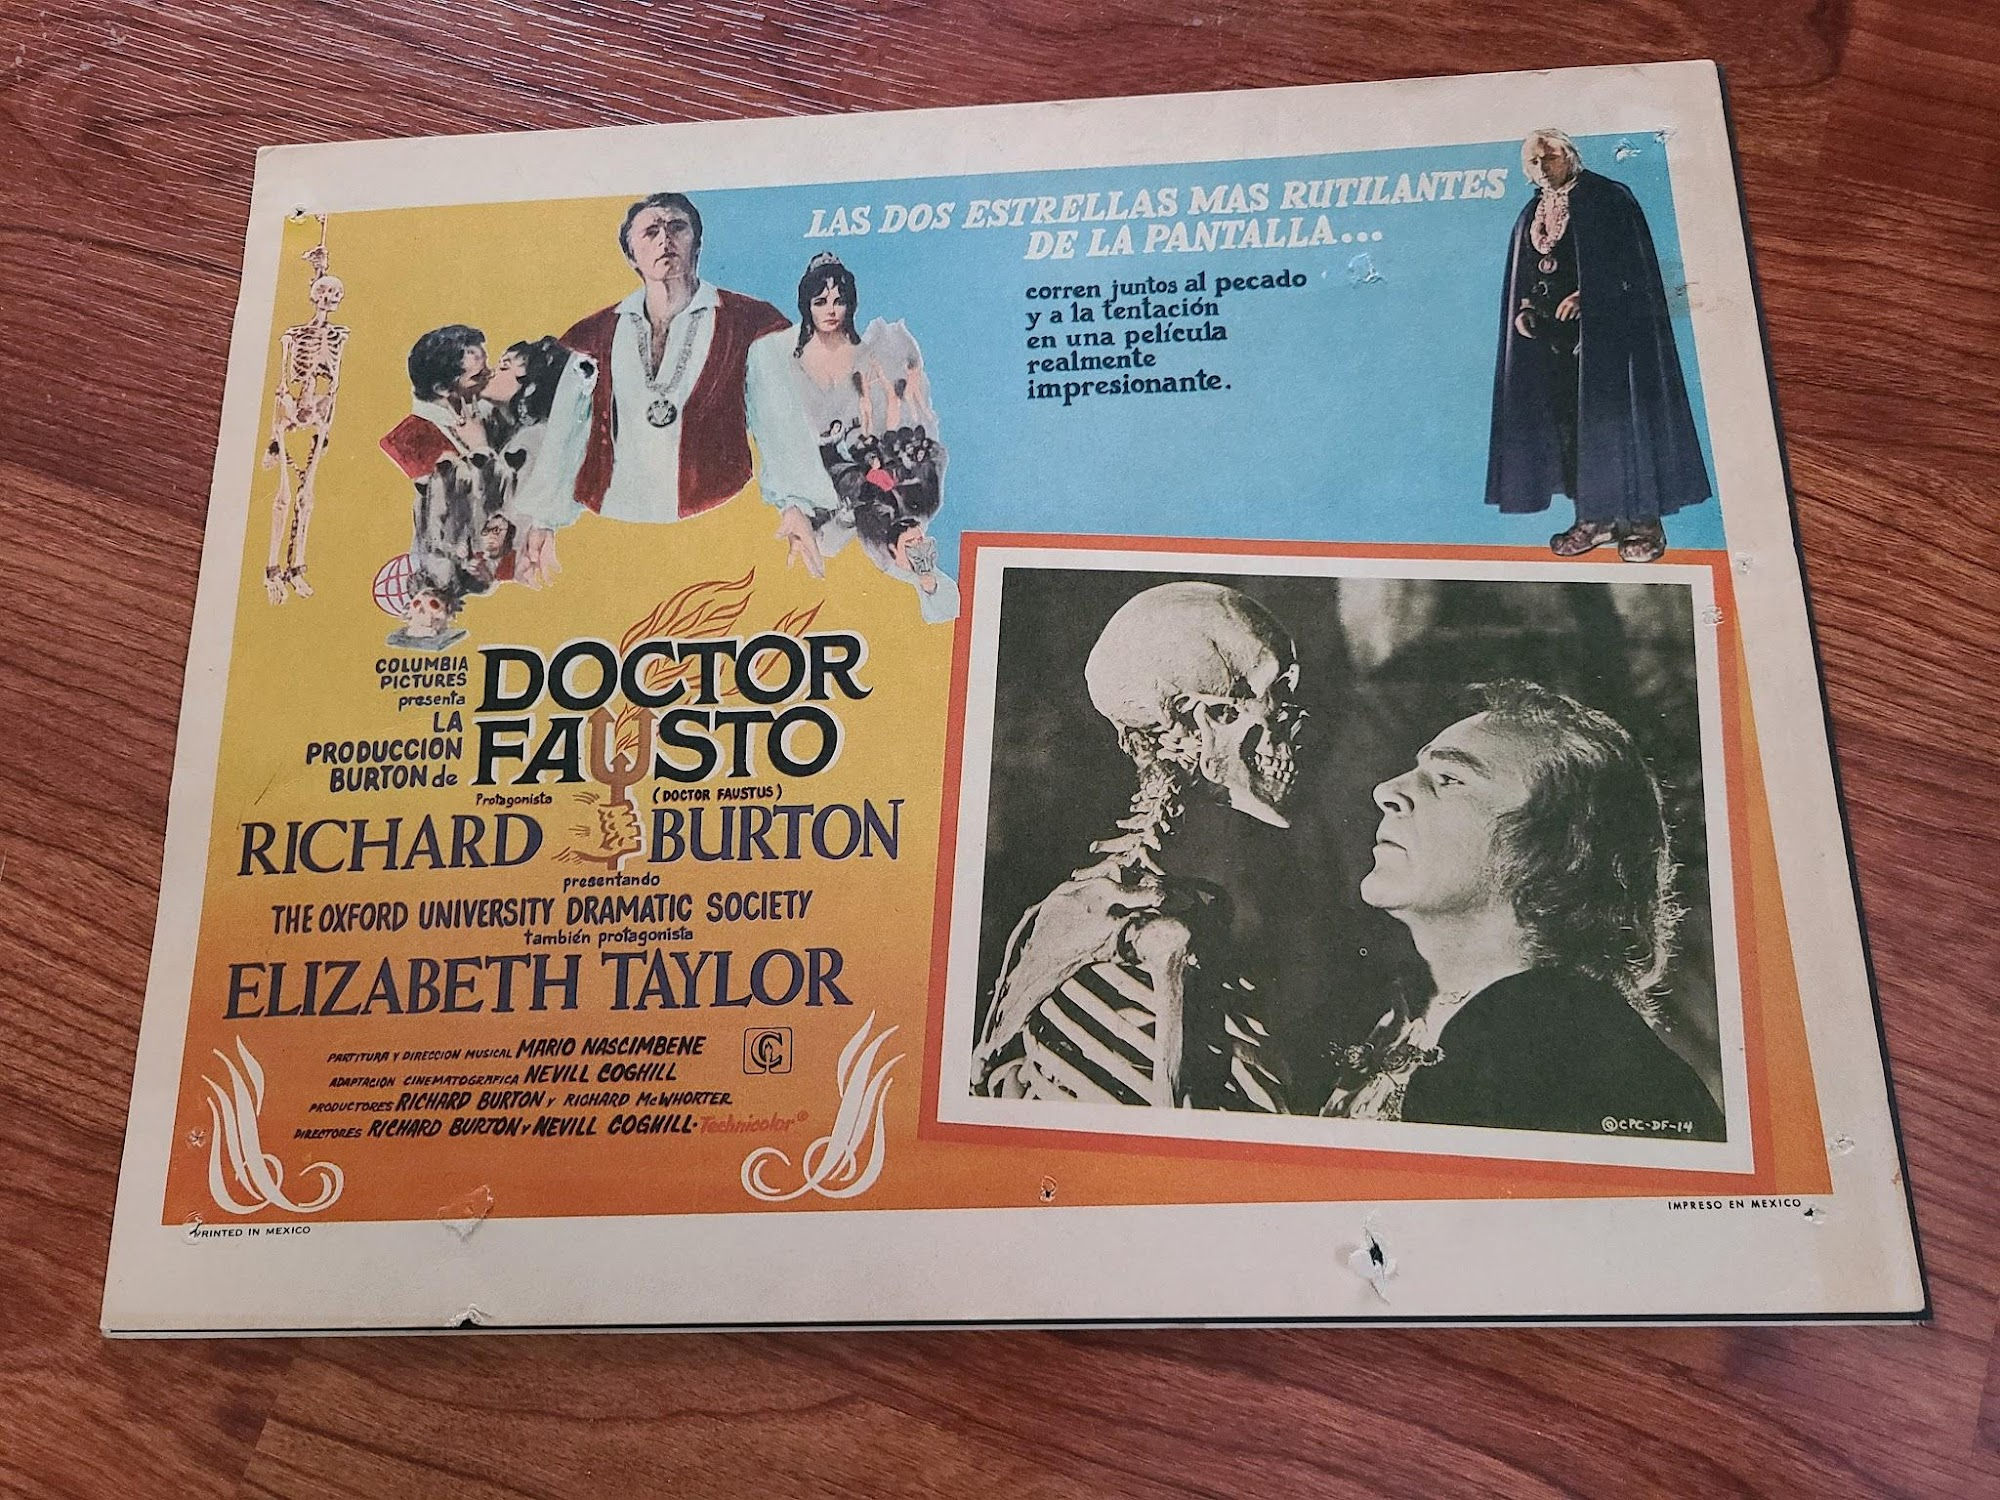 LAS DOS ESTRELLAS MAS RUTILANTES
DE LA PANTALLA...
corren juntos al pecado
y a la tentación
en una película
realmente
impresionante.
COLUMBIA
PICTURES
presenta
LA
PRODUCCION
BURTON de
DOCTOR
FAUSTO
(DOCTOR FAUSTUS)
Protagonista
RICHARD BURTON
presentando
THE OXFORD UNIVERSITY DRAMATIC SOCIETY
también protagonista
ELIZABETH TAYLOR
PARTITURA Y DIRECCION MUSICAL MARIO NASCIMBENE
ADAPTACION CINEMATOGRAFICA NEVILL COGHILL
PRODUCTORES RICHARD BURTON Y RICHARD McWHORTER
DIRECTORES RICHARD BURTON Y NEVILL COGHILL · Technicolor®
©CPC-DF-14
PRINTED IN MEXICO
IMPRESO EN MEXICO